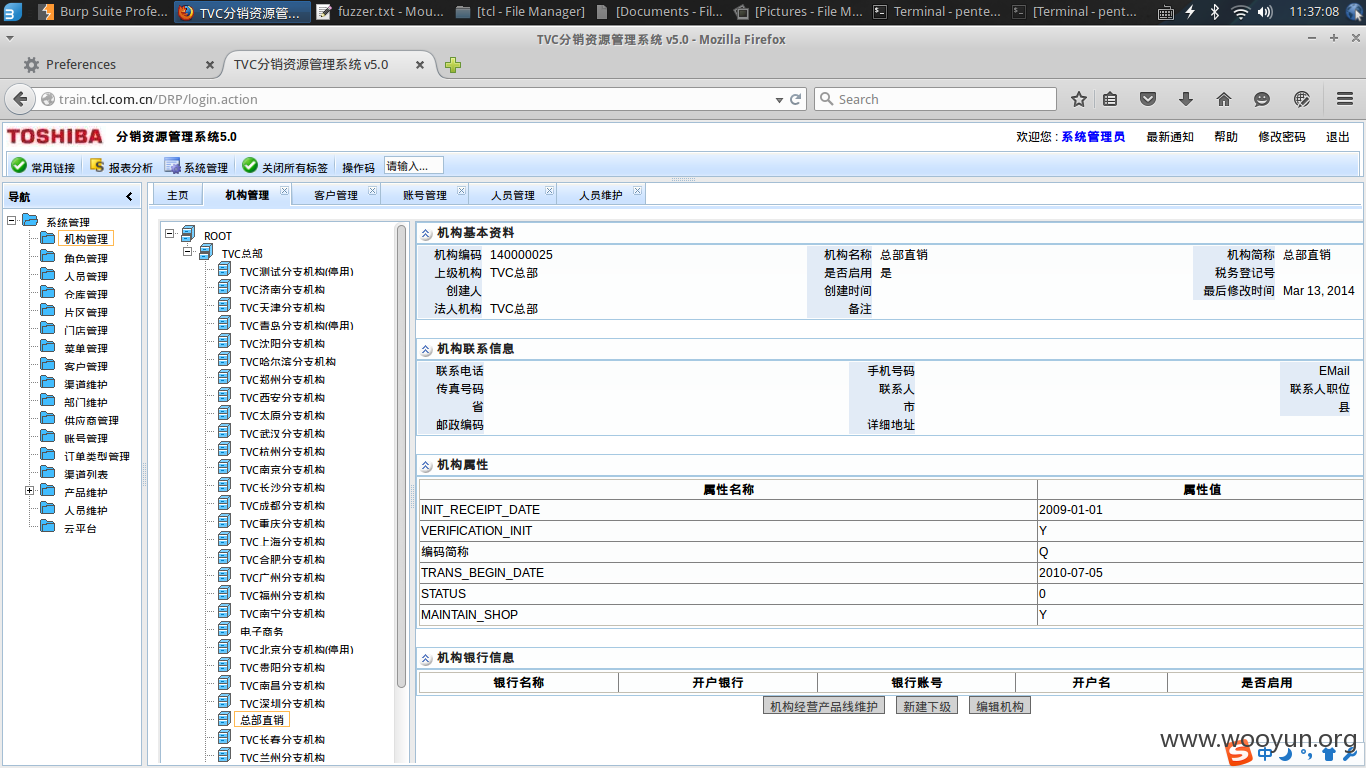 Burp Suite Profe... TVC分销资源管理... fuzzer.txt - Mou... [tcl - File Manager] [Documents - Fil... [Pictures - File M... Terminal - pente... [Terminal - pent... 11:37:08
TVC分销资源管理系统 v5.0 - Mozilla Firefox
Preferences TVC分销资源管理系统 v5.0
train.tcl.com.cn/DRP/login.action Search
TOSHIBA 分销资源管理系统5.0 欢迎您 : 系统管理员 最新通知 帮助 修改密码 退出
常用链接 报表分析 系统管理 关闭所有标签 操作码 请输入...
导航
主页 机构管理 客户管理 账号管理 人员管理 人员维护
系统管理
机构管理
角色管理
人员管理
仓库管理
片区管理
门店管理
菜单管理
客户管理
渠道维护
部门维护
供应商管理
账号管理
订单类型管理
渠道列表
产品维护
人员维护
云平台
ROOT
TVC总部
TVC测试分支机构(停用)
TVC济南分支机构
TVC天津分支机构
TVC青岛分支机构(停用)
TVC沈阳分支机构
TVC哈尔滨分支机构
TVC郑州分支机构
TVC西安分支机构
TVC太原分支机构
TVC武汉分支机构
TVC杭州分支机构
TVC南京分支机构
TVC长沙分支机构
TVC成都分支机构
TVC重庆分支机构
TVC上海分支机构
TVC合肥分支机构
TVC广州分支机构
TVC福州分支机构
TVC南宁分支机构
电子商务
TVC北京分支机构(停用)
TVC贵阳分支机构
TVC南昌分支机构
TVC深圳分支机构
总部直销
TVC长春分支机构
TVC兰州分支机构
机构基本资料
机构编码 140000025 机构名称 总部直销 机构简称 总部直销
上级机构 TVC总部 是否启用 是 税务登记号
创建人 创建时间 最后修改时间 Mar 13, 2014
法人机构 TVC总部 备注
机构联系信息
联系电话 手机号码 EMail
传真号码 联系人 联系人职位
省 市 县
邮政编码 详细地址
机构属性
属性名称 属性值
INIT_RECEIPT_DATE 2009-01-01
VERIFICATION_INIT Y
编码简称 Q
TRANS_BEGIN_DATE 2010-07-05
STATUS 0
MAINTAIN_SHOP Y
机构银行信息
银行名称 开户银行 银行账号 开户名 是否启用
机构经营产品线维护 新建下级 编辑机构
www.wooyun.org
中